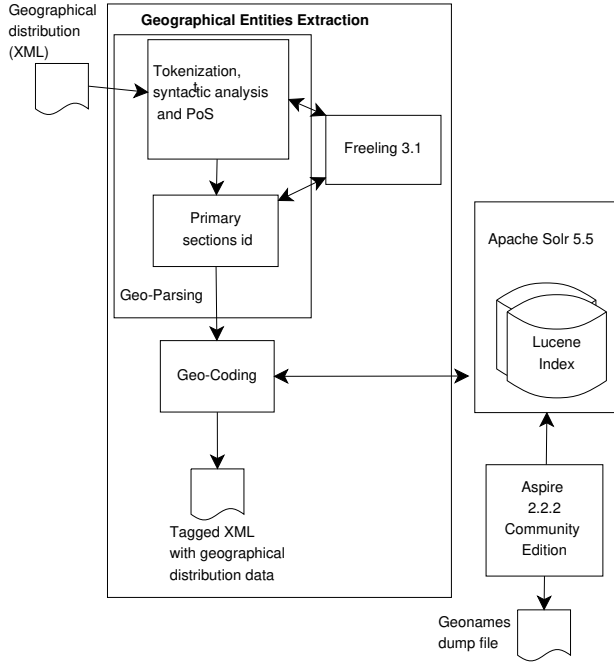 Geographical
distribution
(XML)
Geographical Entities Extraction
Tokenization,
syntactic analysis
t
and PoS
Freeling 3.1
Primary
sections id
Geo-Parsing
Geo-Coding
Apache Solr 5.5
Lucene
Index
Tagged XML
with geographical
distribution data
Aspire
2.2.2
Community
Edition
Geonames
dump file